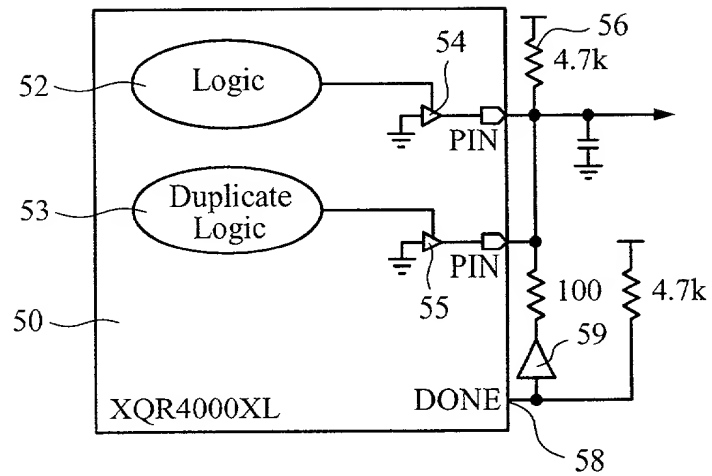 54
56
52
Logic
4.7k
PIN
53
Duplicate
Logic
PIN
55
100
4.7k
50
59
XQR4000XL
DONE
58